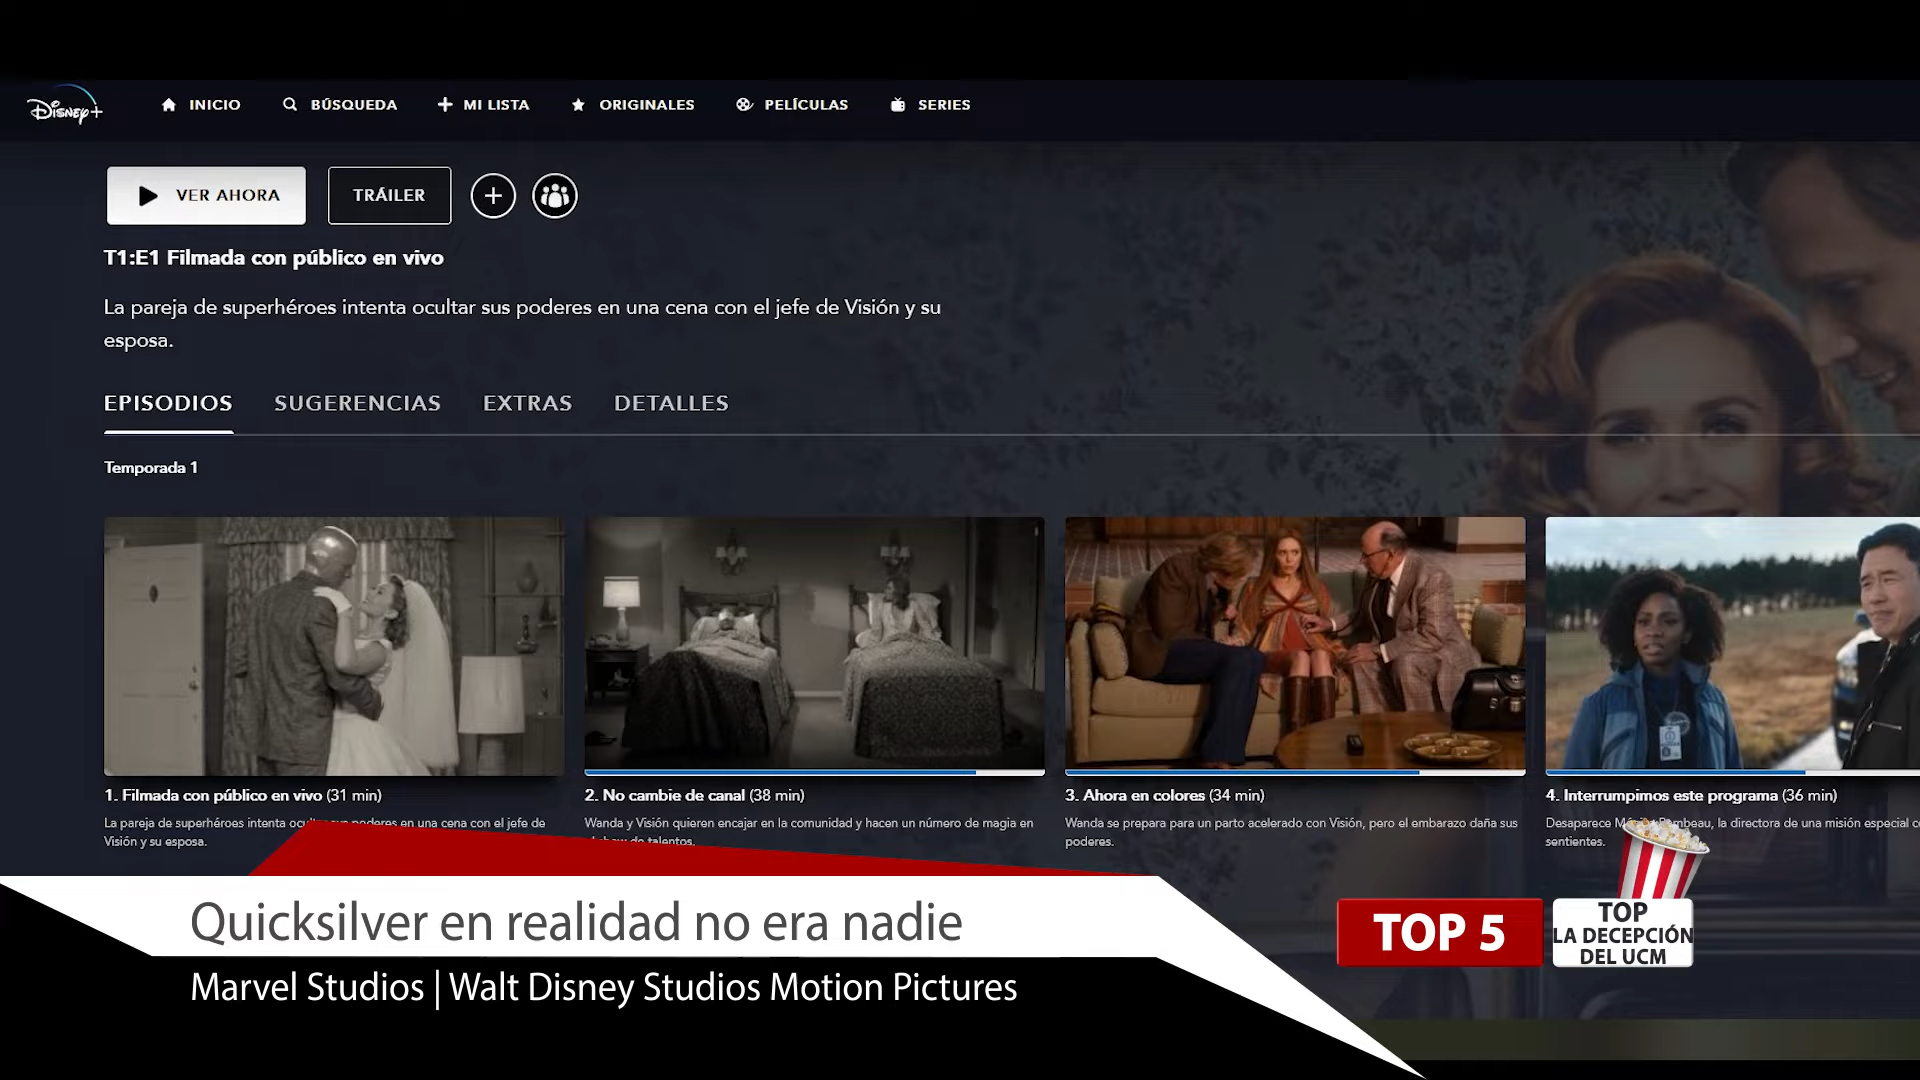 Disney+
INICIO
BÚSQUEDA
MI LISTA
ORIGINALES
PELÍCULAS
SERIES
VER AHORA
TRÁILER
T1:E1 Filmada con público en vivo
La pareja de superhéroes intenta ocultar sus poderes en una cena con el jefe de Visión y su
esposa.
EPISODIOS
SUGERENCIAS
EXTRAS
DETALLES
Temporada 1
1. Filmada con público en vivo (31 min)
La pareja de superhéroes intenta ocultar sus poderes en una cena con el jefe de
Visión y su esposa.
2. No cambie de canal (38 min)
Wanda y Visión quieren encajar en la comunidad y hacen un número de magia en
show de talentos.
3. Ahora en colores (34 min)
Wanda se prepara para un parto acelerado con Visión, pero el embarazo daña sus
poderes.
4. Interrumpimos este programa (36 min)
Desaparece Rambeau, la directora de una misión especial
sentientes.
Quicksilver en realidad no era nadie
Marvel Studios | Walt Disney Studios Motion Pictures
TOP 5
TOP
LA DECEPCIÓN
DEL UCM